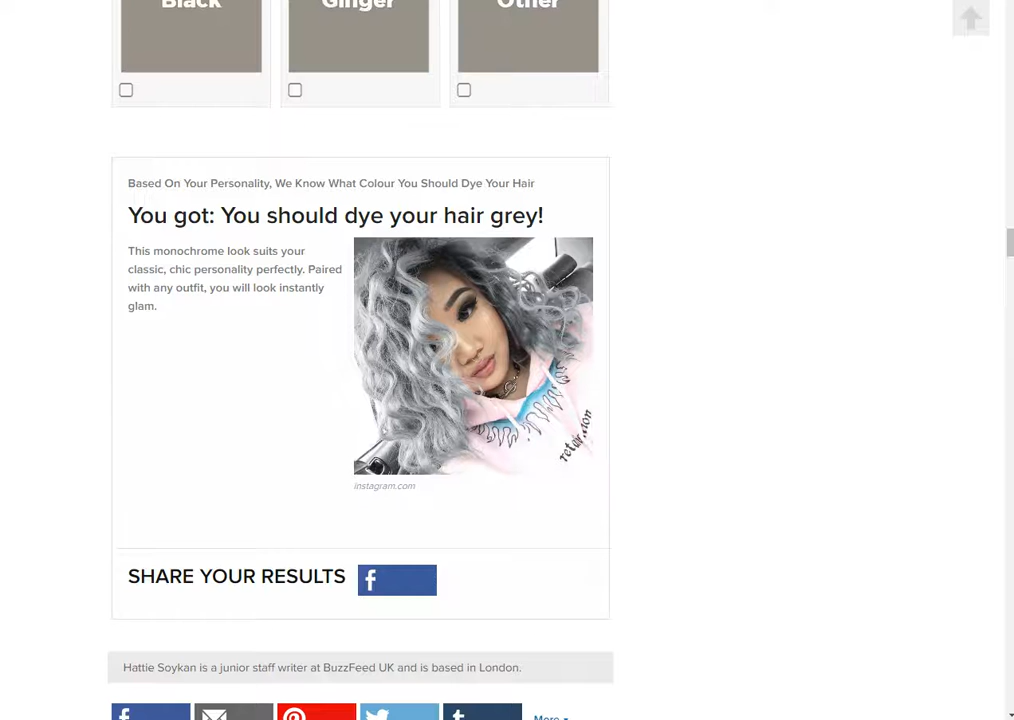 Black
Ginger
Other
Based On Your Personality, We Know What Colour You Should Dye Your Hair
You got: You should dye your hair grey!
This monochrome look suits your
classic, chic personality perfectly. Paired
with any outfit, you will look instantly
glam.
instagram.com
SHARE YOUR RESULTS
Hattie Soykan is a junior staff writer at BuzzFeed UK and is based in London.
More